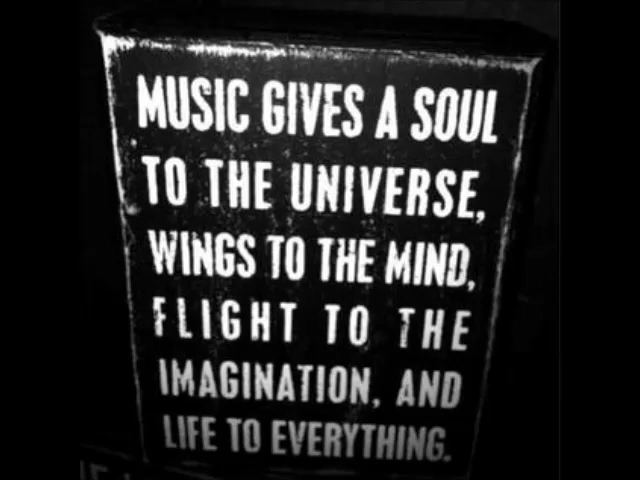 MUSIC GIVES A SOUL
TO THE UNIVERSE,
WINGS TO THE MIND,
FLIGHT TO THE
IMAGINATION, AND
LIFE TO EVERYTHING.